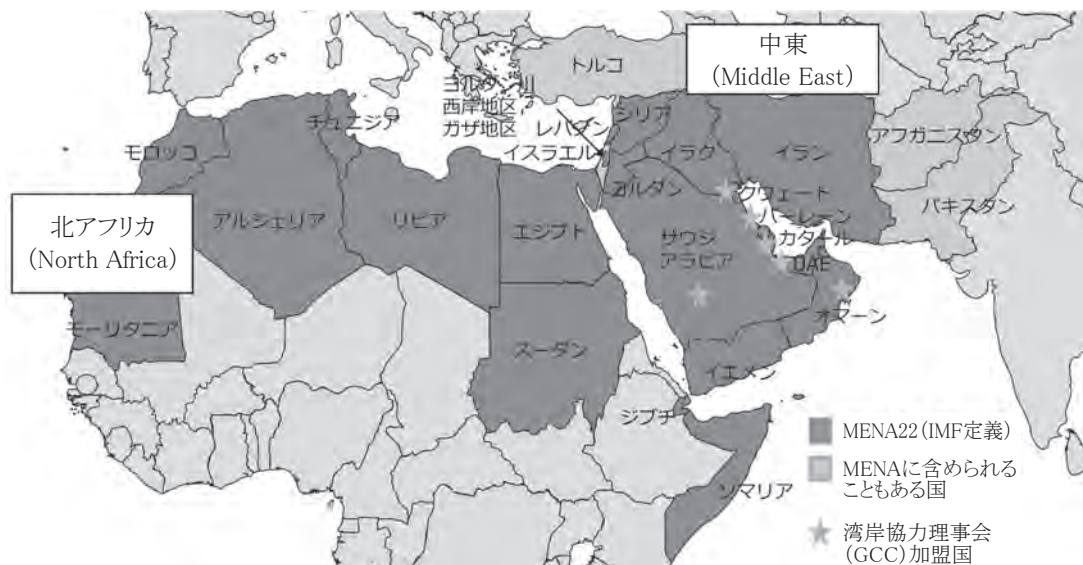 中東
(Middle East)
トルコ
ヨルダン川
西岸地区
ガザ地区
シリア
レバノン
イスラエル
チュニジア
モロッコ
イラク
イラン
アフガニスタン
ヨルダン
クウェート
バーレーン
パキスタン
北アフリカ
(North Africa)
アルジェリア
リビア
エジプト
サウジ
アラビア
カタール
UAE
オマーン
モーリタニア
スーダン
イエメン
ジブチ
ソマリア
MENA22(IMF定義)
MENAに含められる
こともある国
湾岸協力理事会
(GCC)加盟国